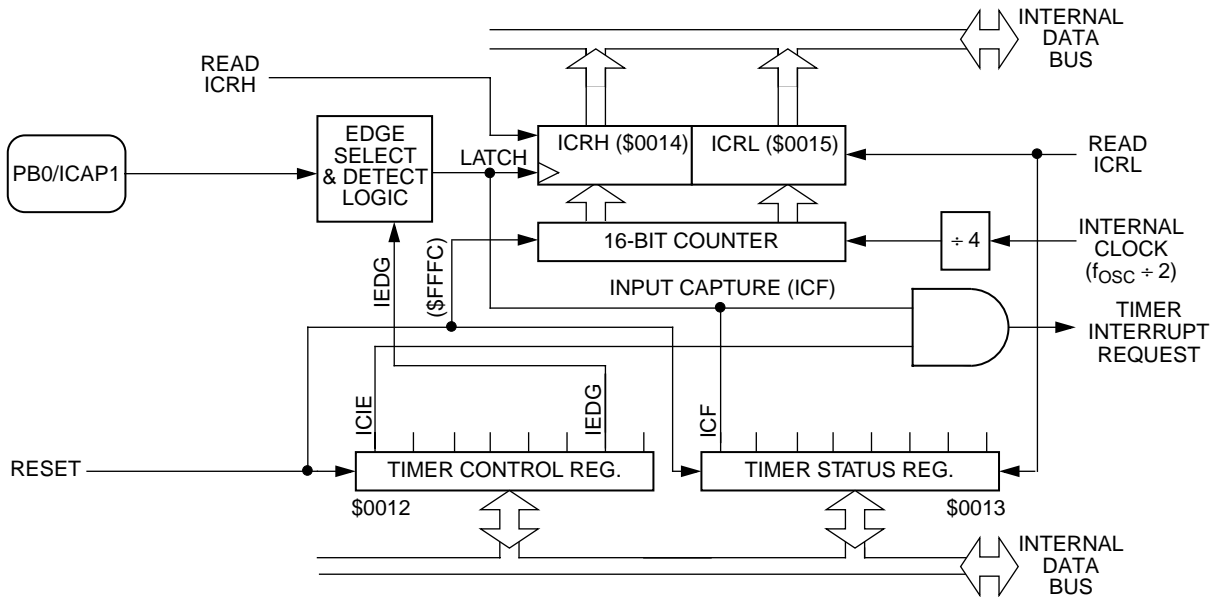 INTERNAL
DATA
BUS
READ
ICRH
EDGE
SELECT
& DETECT
LOGIC
PB0/ICAP1
LATCH
ICRH ($0014)
ICRL ($0015)
READ
ICRL
16-BIT COUNTER
÷ 4
INTERNAL
CLOCK
(fOSC ÷ 2)
IEDG
($FFFC)
INPUT CAPTURE (ICF)
TIMER
INTERRUPT
REQUEST
ICIE
IEDG
ICF
RESET
TIMER CONTROL REG.
TIMER STATUS REG.
$0012
$0013
INTERNAL
DATA
BUS